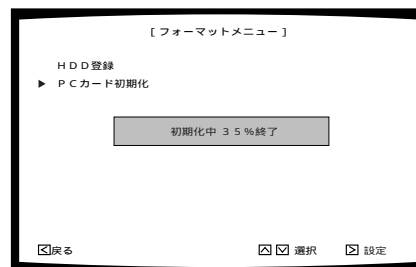 [フォーマットメニュー]
HDD登録
▶ PCカード初期化
初期化中 35%終了
戻る 選択 設定